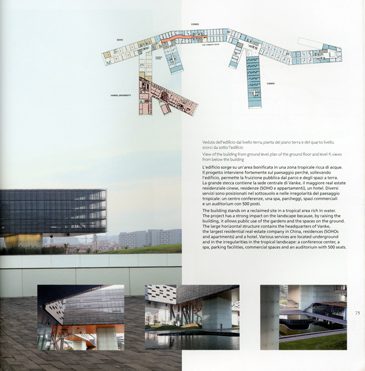 Vedute dell'edificio dal livello terra, pianta del piano terra e del quarto livello,
scorci da sotto l'edificio
View of the building from ground level, plan of the ground floor and level 4, views
from below the building
L'edificio sorge su un'area bonificata in una zona tropicale ricca di acque.
Il progetto interviene fortemente sul paesaggio perché, sollevando
l'edificio, permette la fruizione pubblica dei parco e degli spazi a terra.
La grande stecca contiene la sede centrale di Vanke, il maggiore real estate
residenziale cinese, residenze (SOHO e appartamenti), un hotel. Diversi
servizi sono posizionati nel sottosuolo e nelle irregolarità del paesaggio
tropicale: un centro conferenze, una spa, parcheggi, spazi commerciali
e un auditorium con 500 posti.
The building stands on a reclaimed site in a tropical area rich in water.
The project has a strong impact on the landscape because, by raising the
building, it allows public use of the gardens and the spaces on the ground.
The large horizontal structure contains the headquarters of Vanke,
the largest residential real estate company in China, residences (SOHOs
and apartments) and a hotel. Various services are located underground
and in the irregularities in the tropical landscape: a conference center, a
spa, parking facilities, commercial spaces and an auditorium with 500 seats.
75